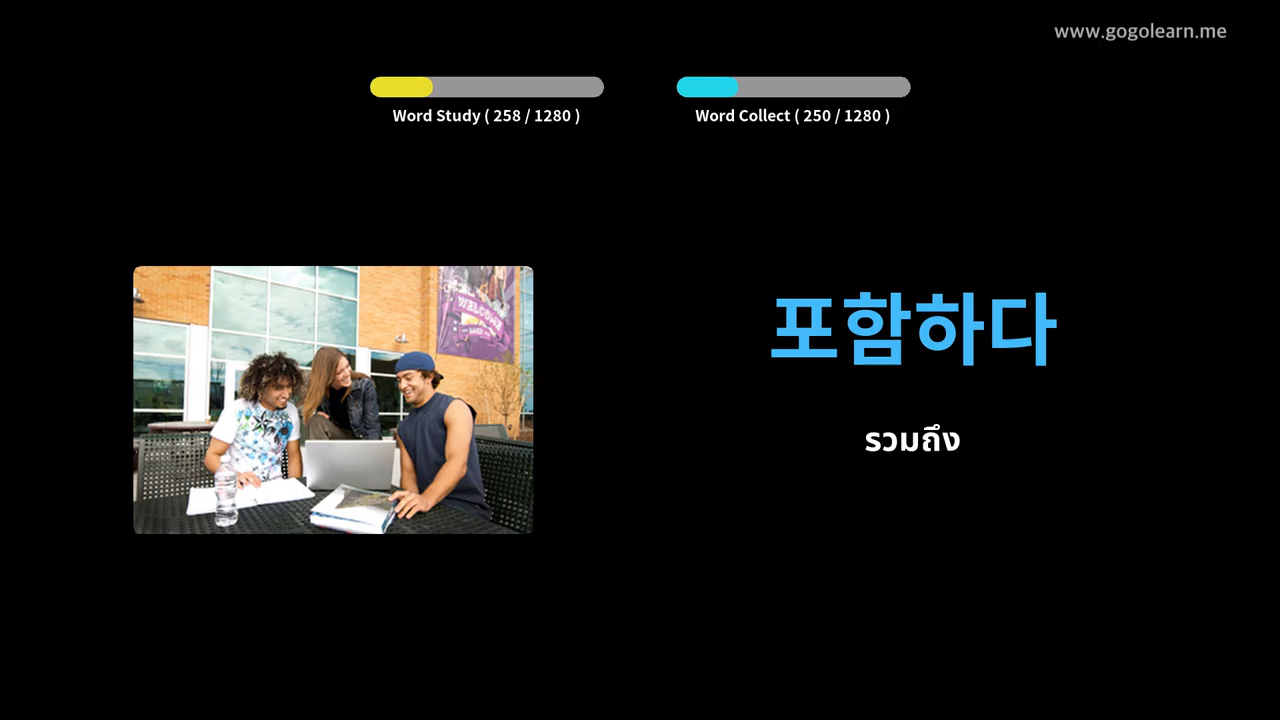 www.gogolearn.me
Word Study ( 258 / 1280 )
Word Collect ( 250 / 1280 )
WELCOME
포함하다
รวมถึง